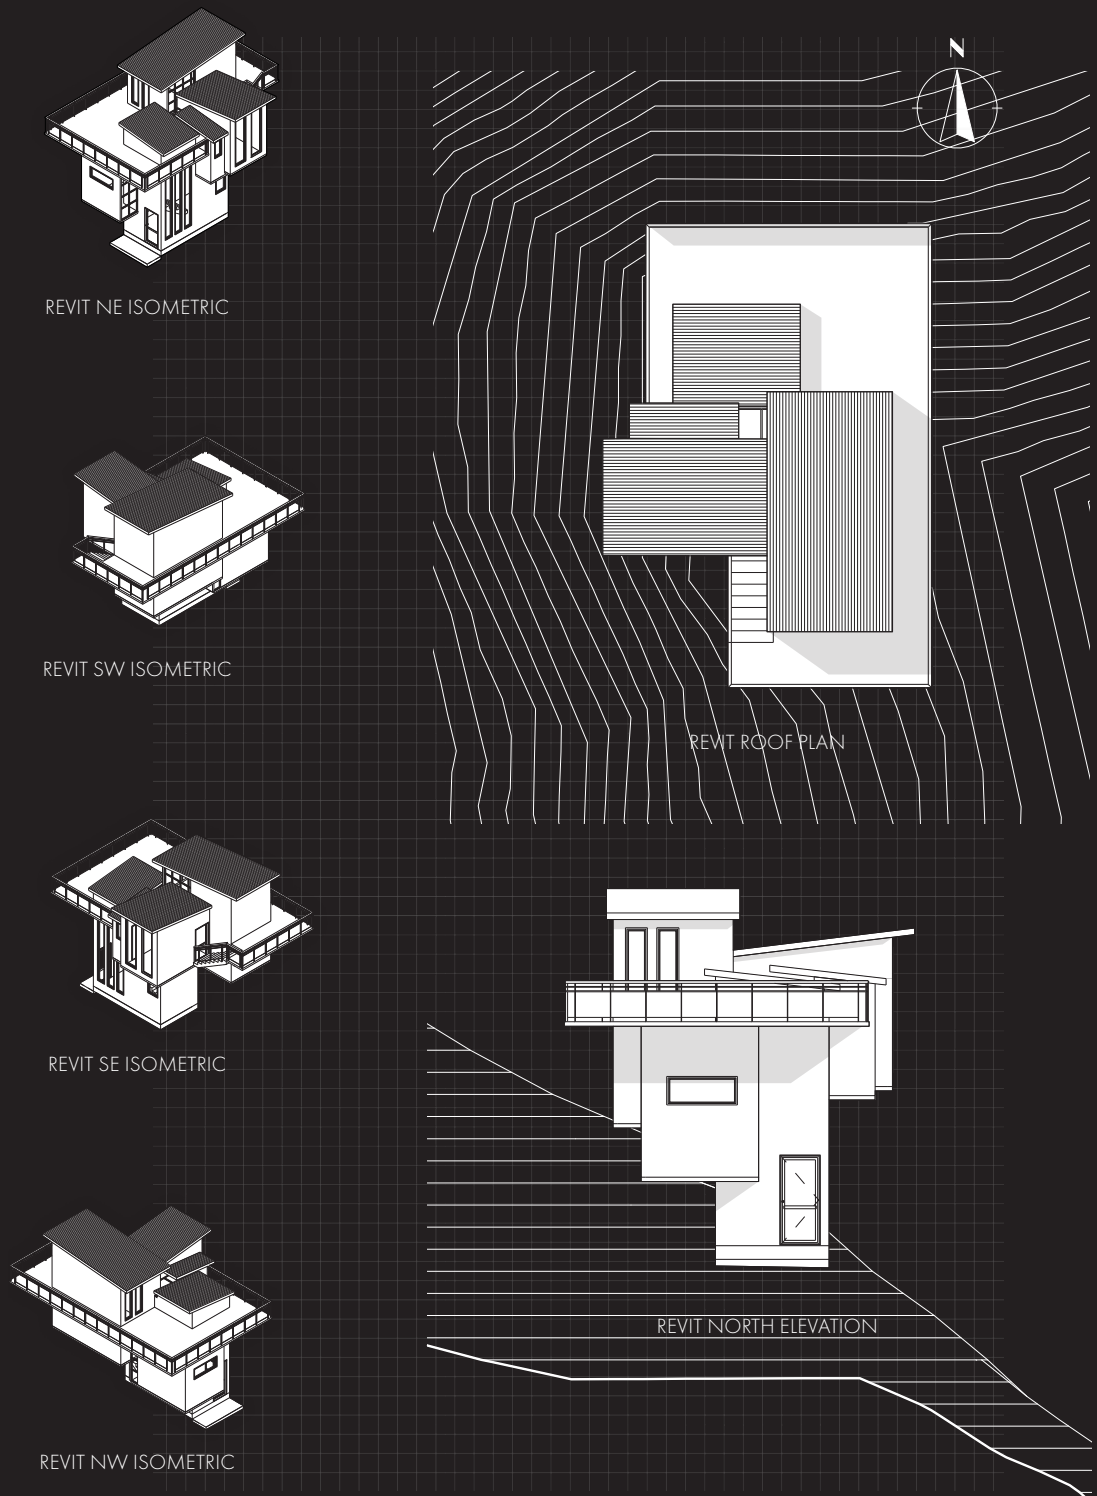 N
REVIT NE ISOMETRIC
REVIT SW ISOMETRIC
REVIT ROOF PLAN
REVIT SE ISOMETRIC
REVIT NORTH ELEVATION
REVIT NW ISOMETRIC